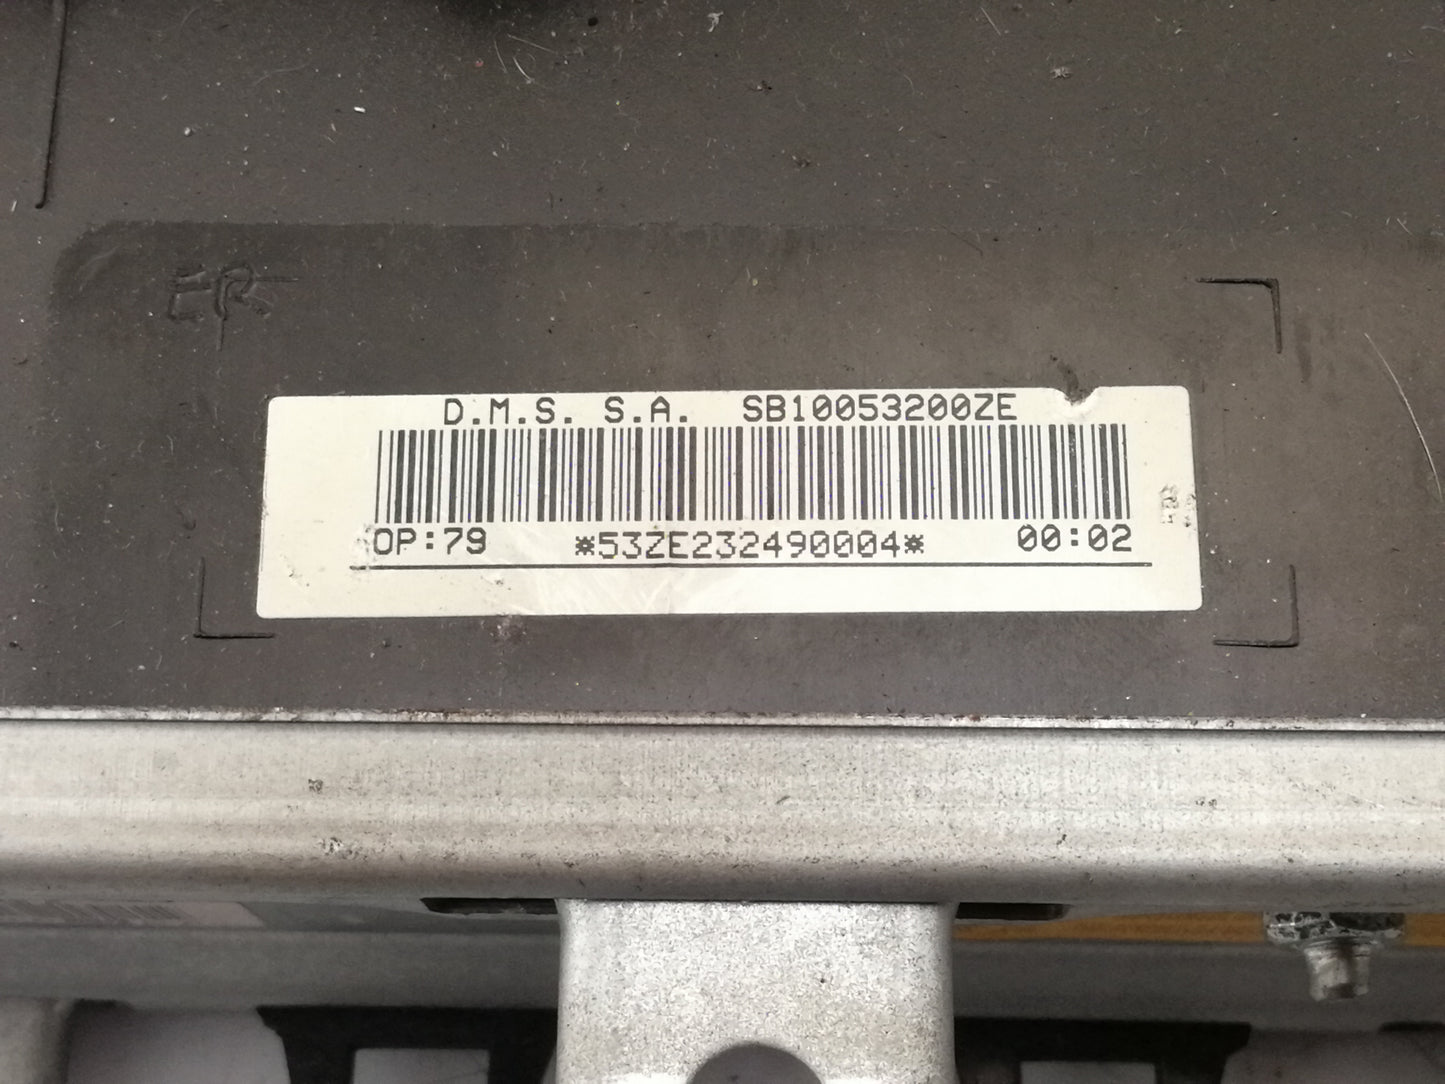 D.M.S. S.A. SB10053200ZE
OP:79 *53ZE232490004* 00:02